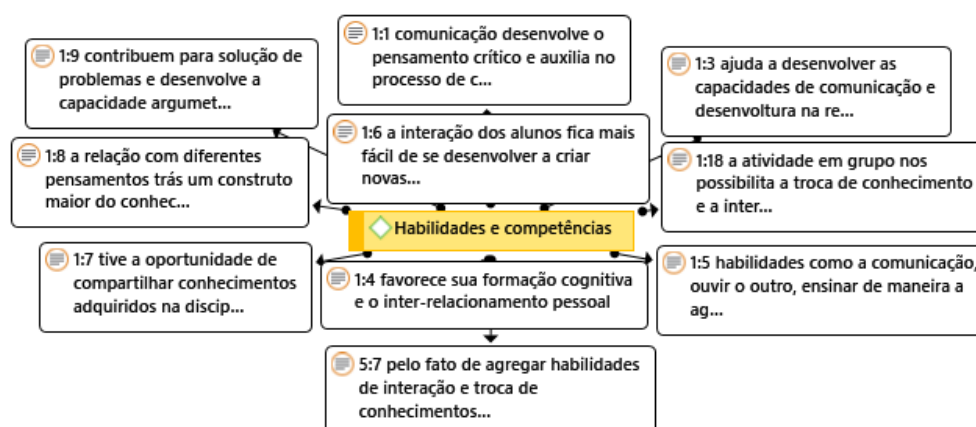 1:1 comunicação desenvolve o
pensamento crítico e auxilia no
processo de c...
1:9 contribuem para solução de
problemas e desenvolve a
capacidade argumet...
1:3 ajuda a desenvolver as
capacidades de comunicação e
desenvoltura na re...
1:6 a interação dos alunos fica mais
fácil de se desenvolver a criar
novas...
1:8 a relação com diferentes
pensamentos trás um construto
maior do conhec...
1:18 a atividade em grupo nos
possibilita a troca de conhecimento
e a inter...
Habilidades e competências
1:7 tive a oportunidade de
compartilhar conhecimentos
adquiridos na discip...
1:4 favorece sua formação cognitiva
e o inter-relacionamento pessoal
1:5 habilidades como a comunicação,
ouvir o outro, ensinar de maneira a
ag...
5:7 pelo fato de agregar habilidades
de interação e troca de
conhecimentos...